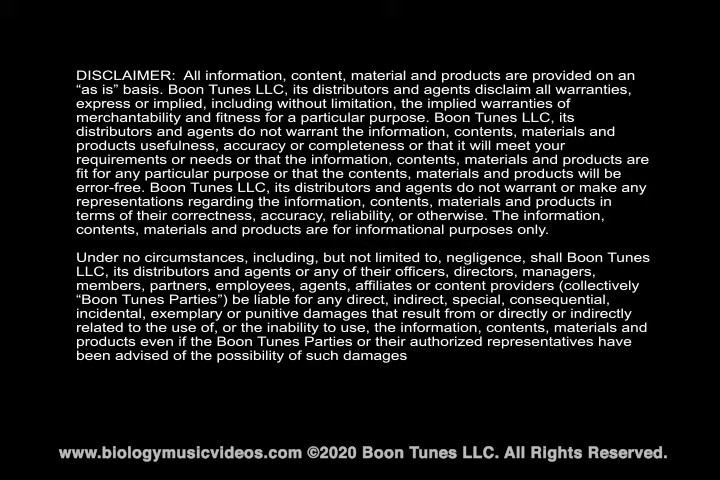 DISCLAIMER:  All information, content, material and products are provided on an
“as is” basis. Boon Tunes LLC, its distributors and agents disclaim all warranties,
express or implied, including without limitation, the implied warranties of
merchantability and fitness for a particular purpose. Boon Tunes LLC, its
distributors and agents do not warrant the information, contents, materials and
products usefulness, accuracy or completeness or that it will meet your
requirements or needs or that the information, contents, materials and products are
fit for any particular purpose or that the contents, materials and products will be
error-free. Boon Tunes LLC, its distributors and agents do not warrant or make any
representations regarding the information, contents, materials and products in
terms of their correctness, accuracy, reliability, or otherwise. The information,
contents, materials and products are for informational purposes only.
Under no circumstances, including, but not limited to, negligence, shall Boon Tunes
LLC, its distributors and agents or any of their officers, directors, managers,
members, partners, employees, agents, affiliates or content providers (collectively
“Boon Tunes Parties”) be liable for any direct, indirect, special, consequential,
incidental, exemplary or punitive damages that result from or directly or indirectly
related to the use of, or the inability to use, the information, contents, materials and
products even if the Boon Tunes Parties or their authorized representatives have
been advised of the possibility of such damages
www.biologymusicvideos.com ©2020 Boon Tunes LLC. All Rights Reserved.